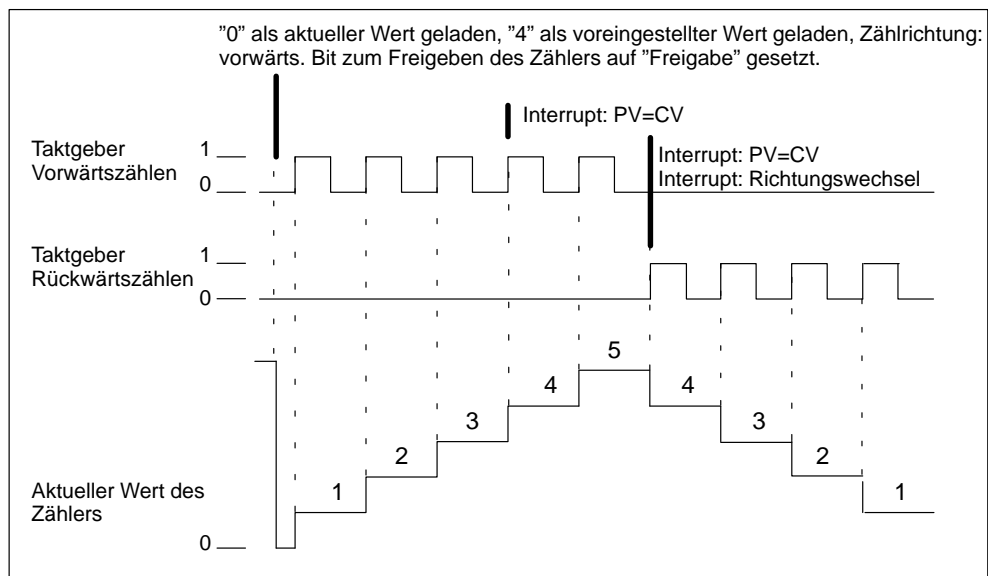 "0" als aktueller Wert geladen, "4" als voreingestellter Wert geladen, Zählrichtung:
vorwärts. Bit zum Freigeben des Zählers auf "Freigabe" gesetzt.
Interrupt: PV=CV
Taktgeber
Vorwärtszählen
1
0
Interrupt: PV=CV
Interrupt: Richtungswechsel
Taktgeber
Rückwärtszählen
1
0
5
4
4
3
3
2
2
1
1
Aktueller Wert des
Zählers
0